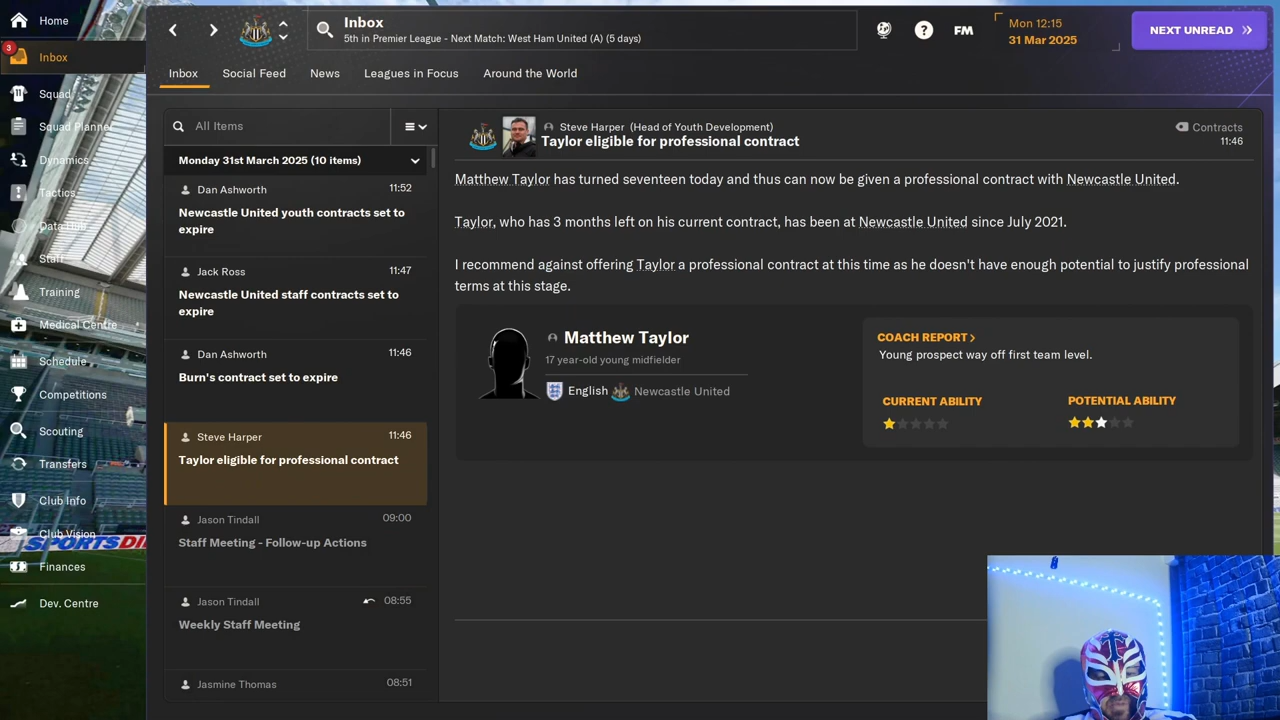 Home
3
Inbox
Squad
Squad Planner
Dynamics
Tactics
Data Hub
Staff
Training
Medical Centre
Schedule
Competitions
Scouting
Transfers
Club Info
Club Vision
SPORTSDI
Finances
Dev. Centre
Inbox
5th in Premier League - Next Match: West Ham United (A) (5 days)
?
FM
Mon 12:15
31 Mar 2025
NEXT UNREAD
Inbox
Social Feed
News
Leagues in Focus
Around the World
All Items
Monday 31st March 2025 (10 items)
Dan Ashworth 11:52
Newcastle United youth contracts set to
expire
Jack Ross 11:47
Newcastle United staff contracts set to
expire
Dan Ashworth 11:46
Burn's contract set to expire
Steve Harper 11:46
Taylor eligible for professional contract
Jason Tindall 09:00
Staff Meeting - Follow-up Actions
Jason Tindall 08:55
Weekly Staff Meeting
Jasmine Thomas 08:51
Steve Harper (Head of Youth Development)
Taylor eligible for professional contract
Contracts
11:46
Matthew Taylor has turned seventeen today and thus can now be given a professional contract with Newcastle United.
Taylor, who has 3 months left on his current contract, has been at Newcastle United since July 2021.
I recommend against offering Taylor a professional contract at this time as he doesn't have enough potential to justify professional
terms at this stage.
Matthew Taylor
17 year-old young midfielder
English Newcastle United
COACH REPORT >
Young prospect way off first team level.
CURRENT ABILITY
POTENTIAL ABILITY